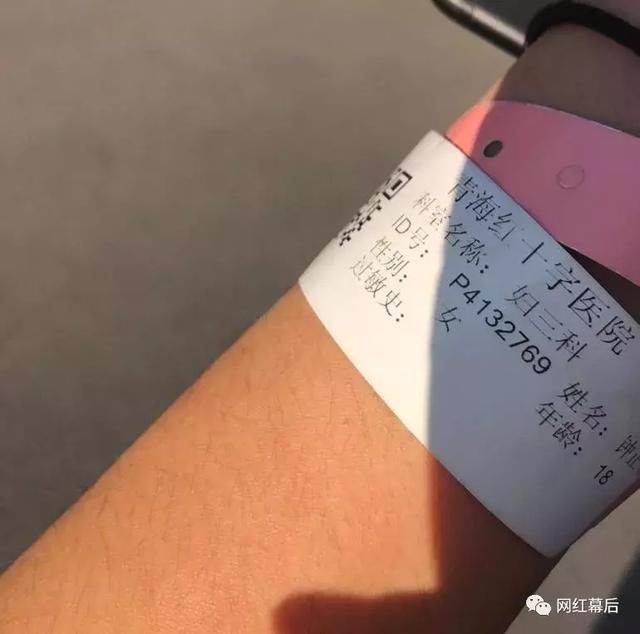 青海红十字医院
科室名称: 妇三科
ID号: P4132769 姓名: 钟
性别: 女 年龄: 18
过敏史:
网红幕后